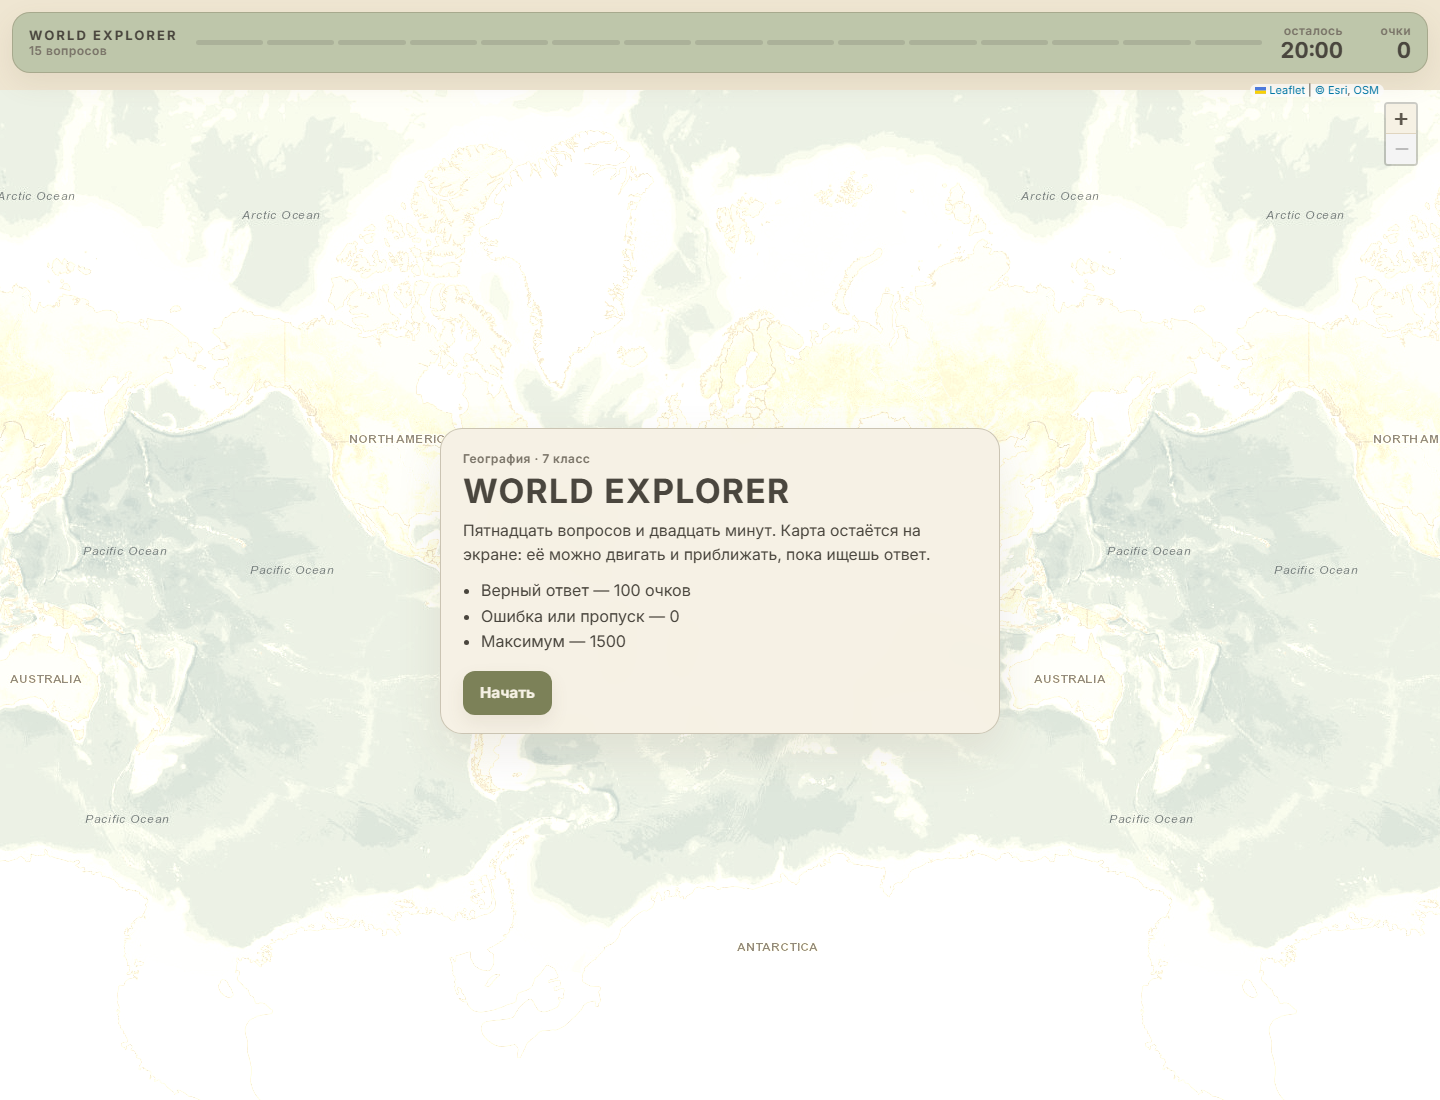 WORLD EXPLORER
15 вопросов
осталось
20:00
очки
0
Leaflet | © Esri, OSM
+
−
Arctic Ocean
Arctic Ocean
Arctic Ocean
Arctic Ocean
NORTH AMERIC
NORTH AM
География · 7 класс
WORLD EXPLORER
Пятнадцать вопросов и двадцать минут. Карта остаётся на
экране: её можно двигать и приближать, пока ищешь ответ.
• Верный ответ — 100 очков
• Ошибка или пропуск — 0
• Максимум — 1500
Начать
Pacific Ocean
Pacific Ocean
Pacific Ocean
Pacific Ocean
AUSTRALIA
AUSTRALIA
Pacific Ocean
Pacific Ocean
ANTARCTICA